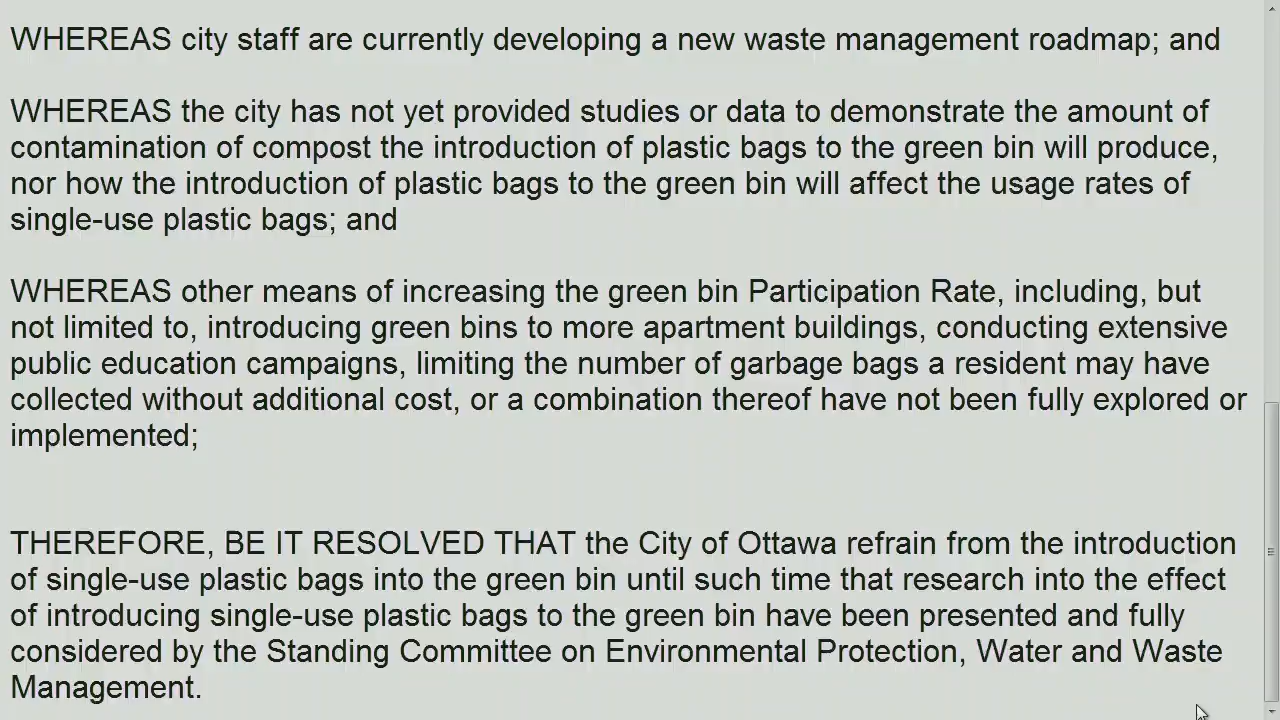 WHEREAS city staff are currently developing a new waste management roadmap; and
WHEREAS the city has not yet provided studies or data to demonstrate the amount of
contamination of compost the introduction of plastic bags to the green bin will produce,
nor how the introduction of plastic bags to the green bin will affect the usage rates of
single-use plastic bags; and
WHEREAS other means of increasing the green bin Participation Rate, including, but
not limited to, introducing green bins to more apartment buildings, conducting extensive
public education campaigns, limiting the number of garbage bags a resident may have
collected without additional cost, or a combination thereof have not been fully explored or
implemented;
THEREFORE, BE IT RESOLVED THAT the City of Ottawa refrain from the introduction
of single-use plastic bags into the green bin until such time that research into the effect
of introducing single-use plastic bags to the green bin have been presented and fully
considered by the Standing Committee on Environmental Protection, Water and Waste
Management.